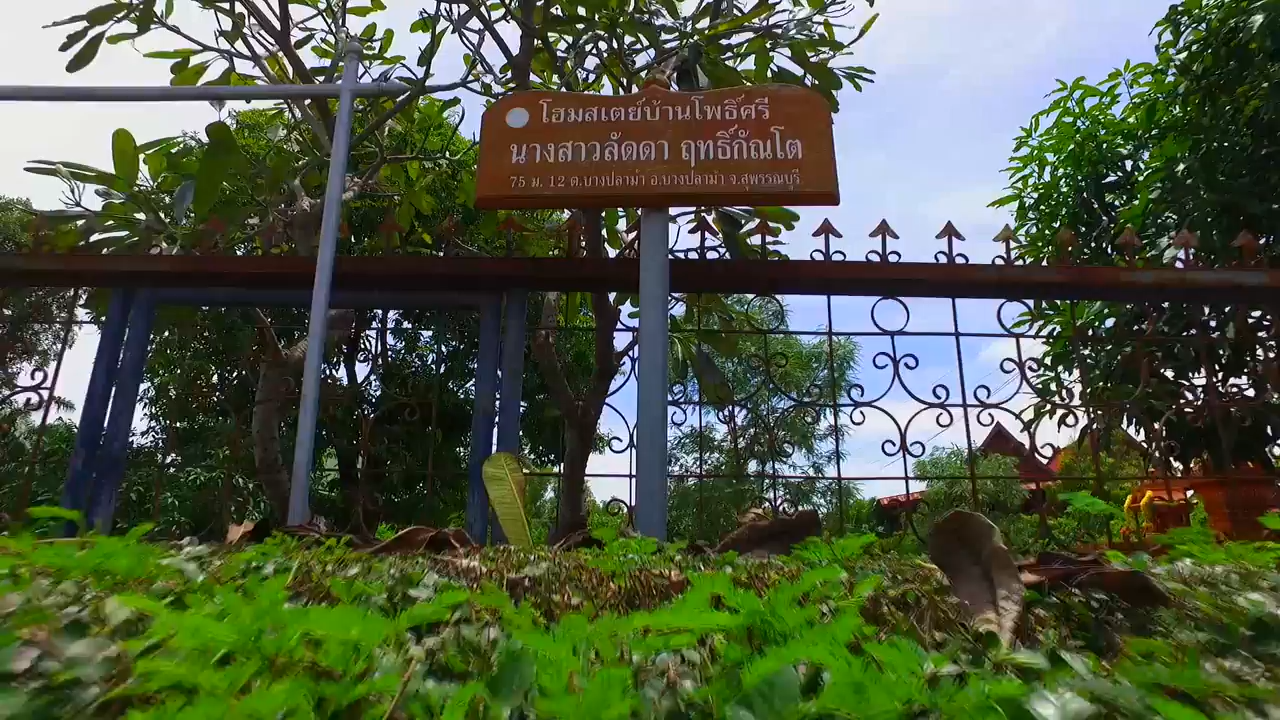 โฮมสเตย์บ้านโพธิ์ศรี
นางสาวลัดดา ฤทธิ์กัณโต
75 ม. 12 ต.บางปลาม้า อ.บางปลาม้า จ.สุพรรณบุรี